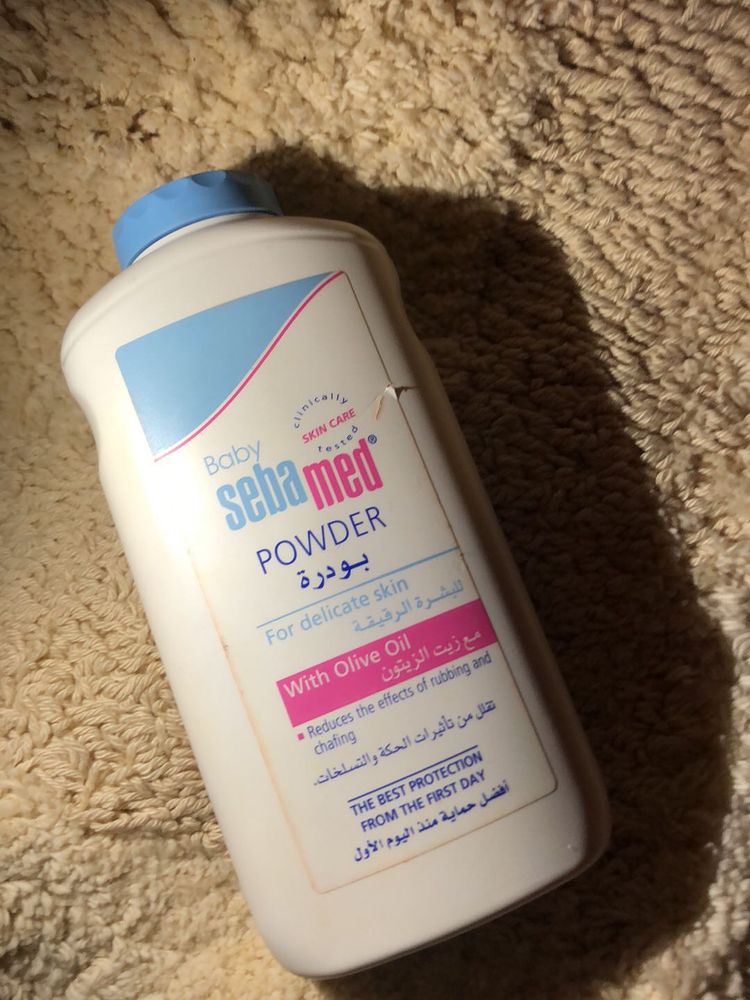 clinically
SKIN CARE
tested
Baby
sebamed®
POWDER
بودرة
For delicate skin
للبشرة الرقيقة
With Olive Oil
مع زيت الزيتون
▪ Reduces the effects of rubbing and
chafing
تقلل من تأثيرات الحكة والتسلخات.
THE BEST PROTECTION
FROM THE FIRST DAY
أفضل حماية منذ اليوم الأول